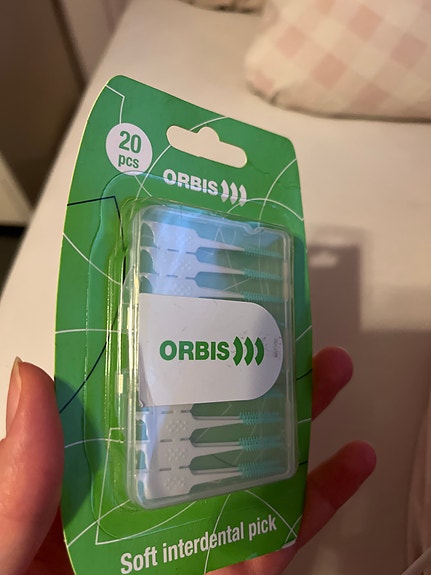 20
pcs
ORBIS
ORBIS
Soft interdental pick